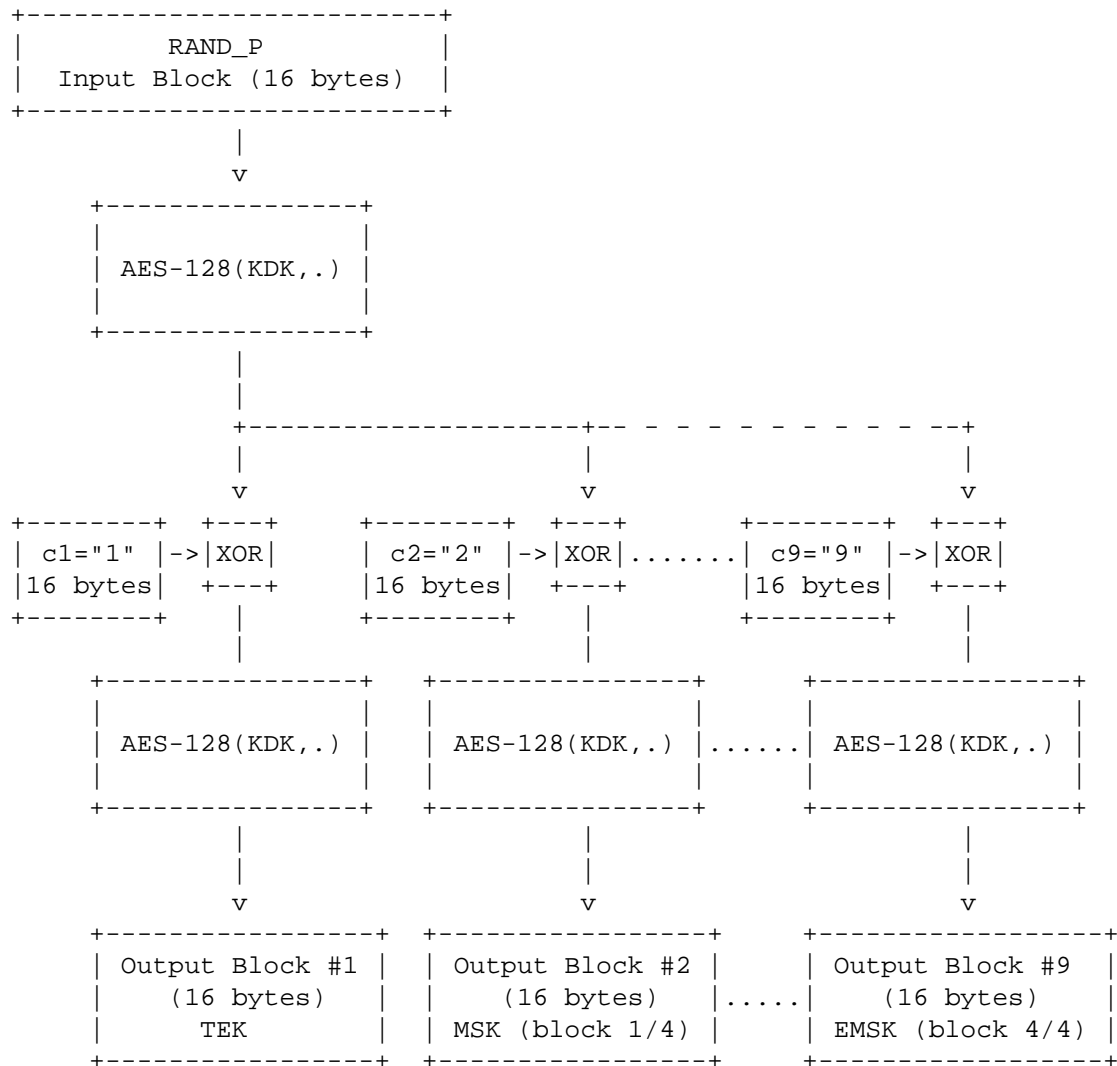 RAND_P
Input Block (16 bytes)
AES-128(KDK,.)
c1="1" ->XOR c2="2" ->XOR....... c9="9" ->XOR
16 bytes 16 bytes 16 bytes
AES-128(KDK,.) AES-128(KDK,.) ...... AES-128(KDK,.)
Output Block #1 Output Block #2 Output Block #9
(16 bytes) (16 bytes) ..... (16 bytes)
TEK MSK (block 1/4) EMSK (block 4/4)